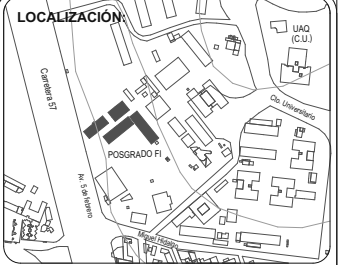 LOCALIZACIÓN:
UAQ
(C.U.)
Carretera 57
Cto. Universitario
POSGRADO FI
Av. 5 de febrero
Miguel Hidalgo